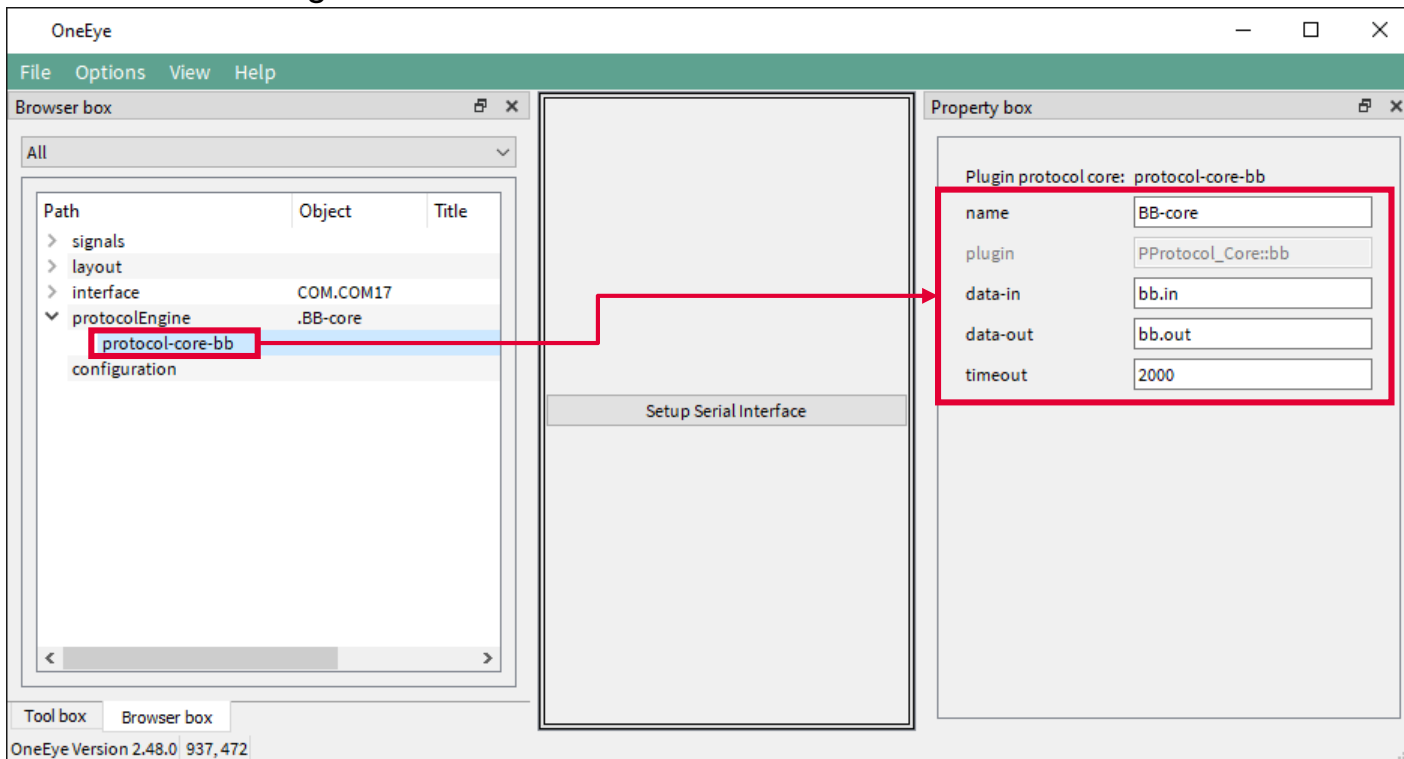 OneEye
File Options View Help
Browser box
All
Path Object Title
signals
layout
interface COM.COM17
protocolEngine .BB-core
protocol-core-bb
configuration
Tool box Browser box
OneEye Version 2.48.0 937, 472
Setup Serial Interface
Property box
Plugin protocol core: protocol-core-bb
name BB-core
plugin PProtocol_Core::bb
data-in bb.in
data-out bb.out
timeout 2000